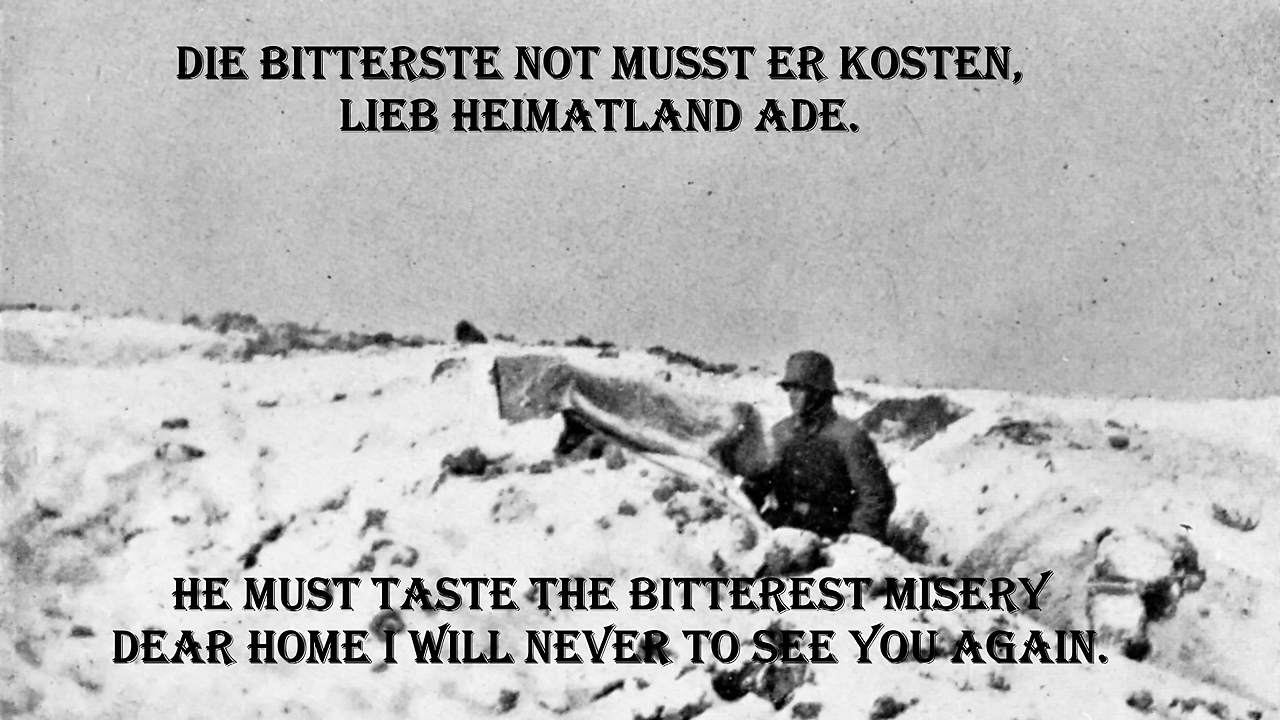 DIE BITTERSTE NOT MUSST ER KOSTEN,
LIEB HEIMATLAND ADE.
HE MUST TASTE THE BITTEREST MISERY
DEAR HOME I WILL NEVER TO SEE YOU AGAIN.